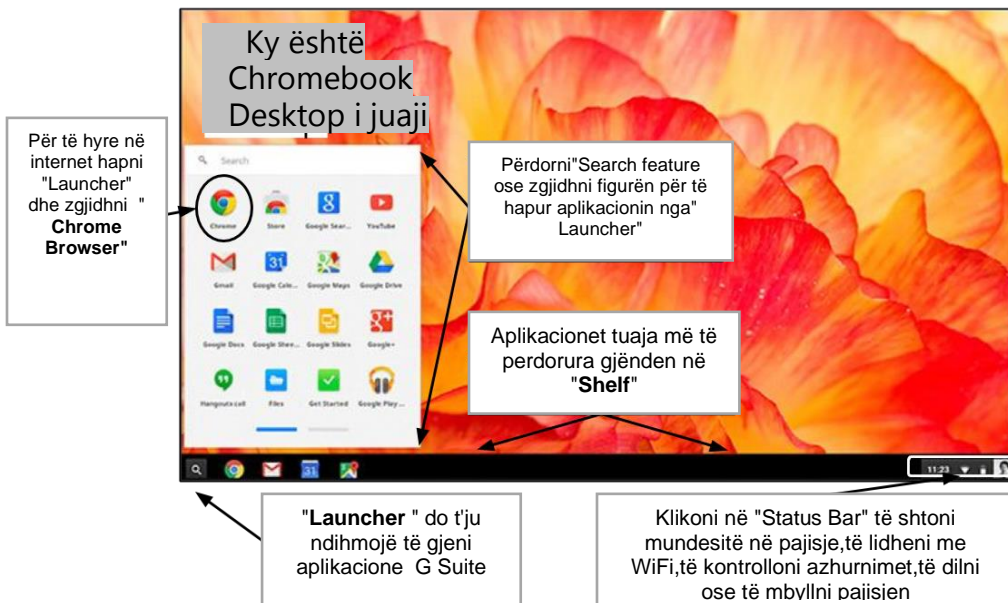 Ky është
Chromebook
Desktop i juaji
Për të hyre në
internet hapni
"Launcher"
dhe zgjidhni "
Chrome
Browser"
Search
Chrome
Store
Google Sear...
YouTube
Gmail
Google Cale...
Google Maps
Google Drive
Google Docs
Google Shee...
Google Slides
Google+
Hangouts call
Files
Get Started
Google Play ...
Përdorni"Search feature
ose zgjidhni figurën për të
hapur aplikacionin nga"
Launcher"
Aplikacionet tuaja më të
perdorura gjënden në
"Shelf"
31
11:23
"Launcher " do t'ju
ndihmojë të gjeni
aplikacione G Suite
Klikoni në "Status Bar" të shtoni
mundesitë në pajisje,të lidheni me
WiFi,të kontrolloni azhurnimet,të dilni
ose të mbyllni pajisjen